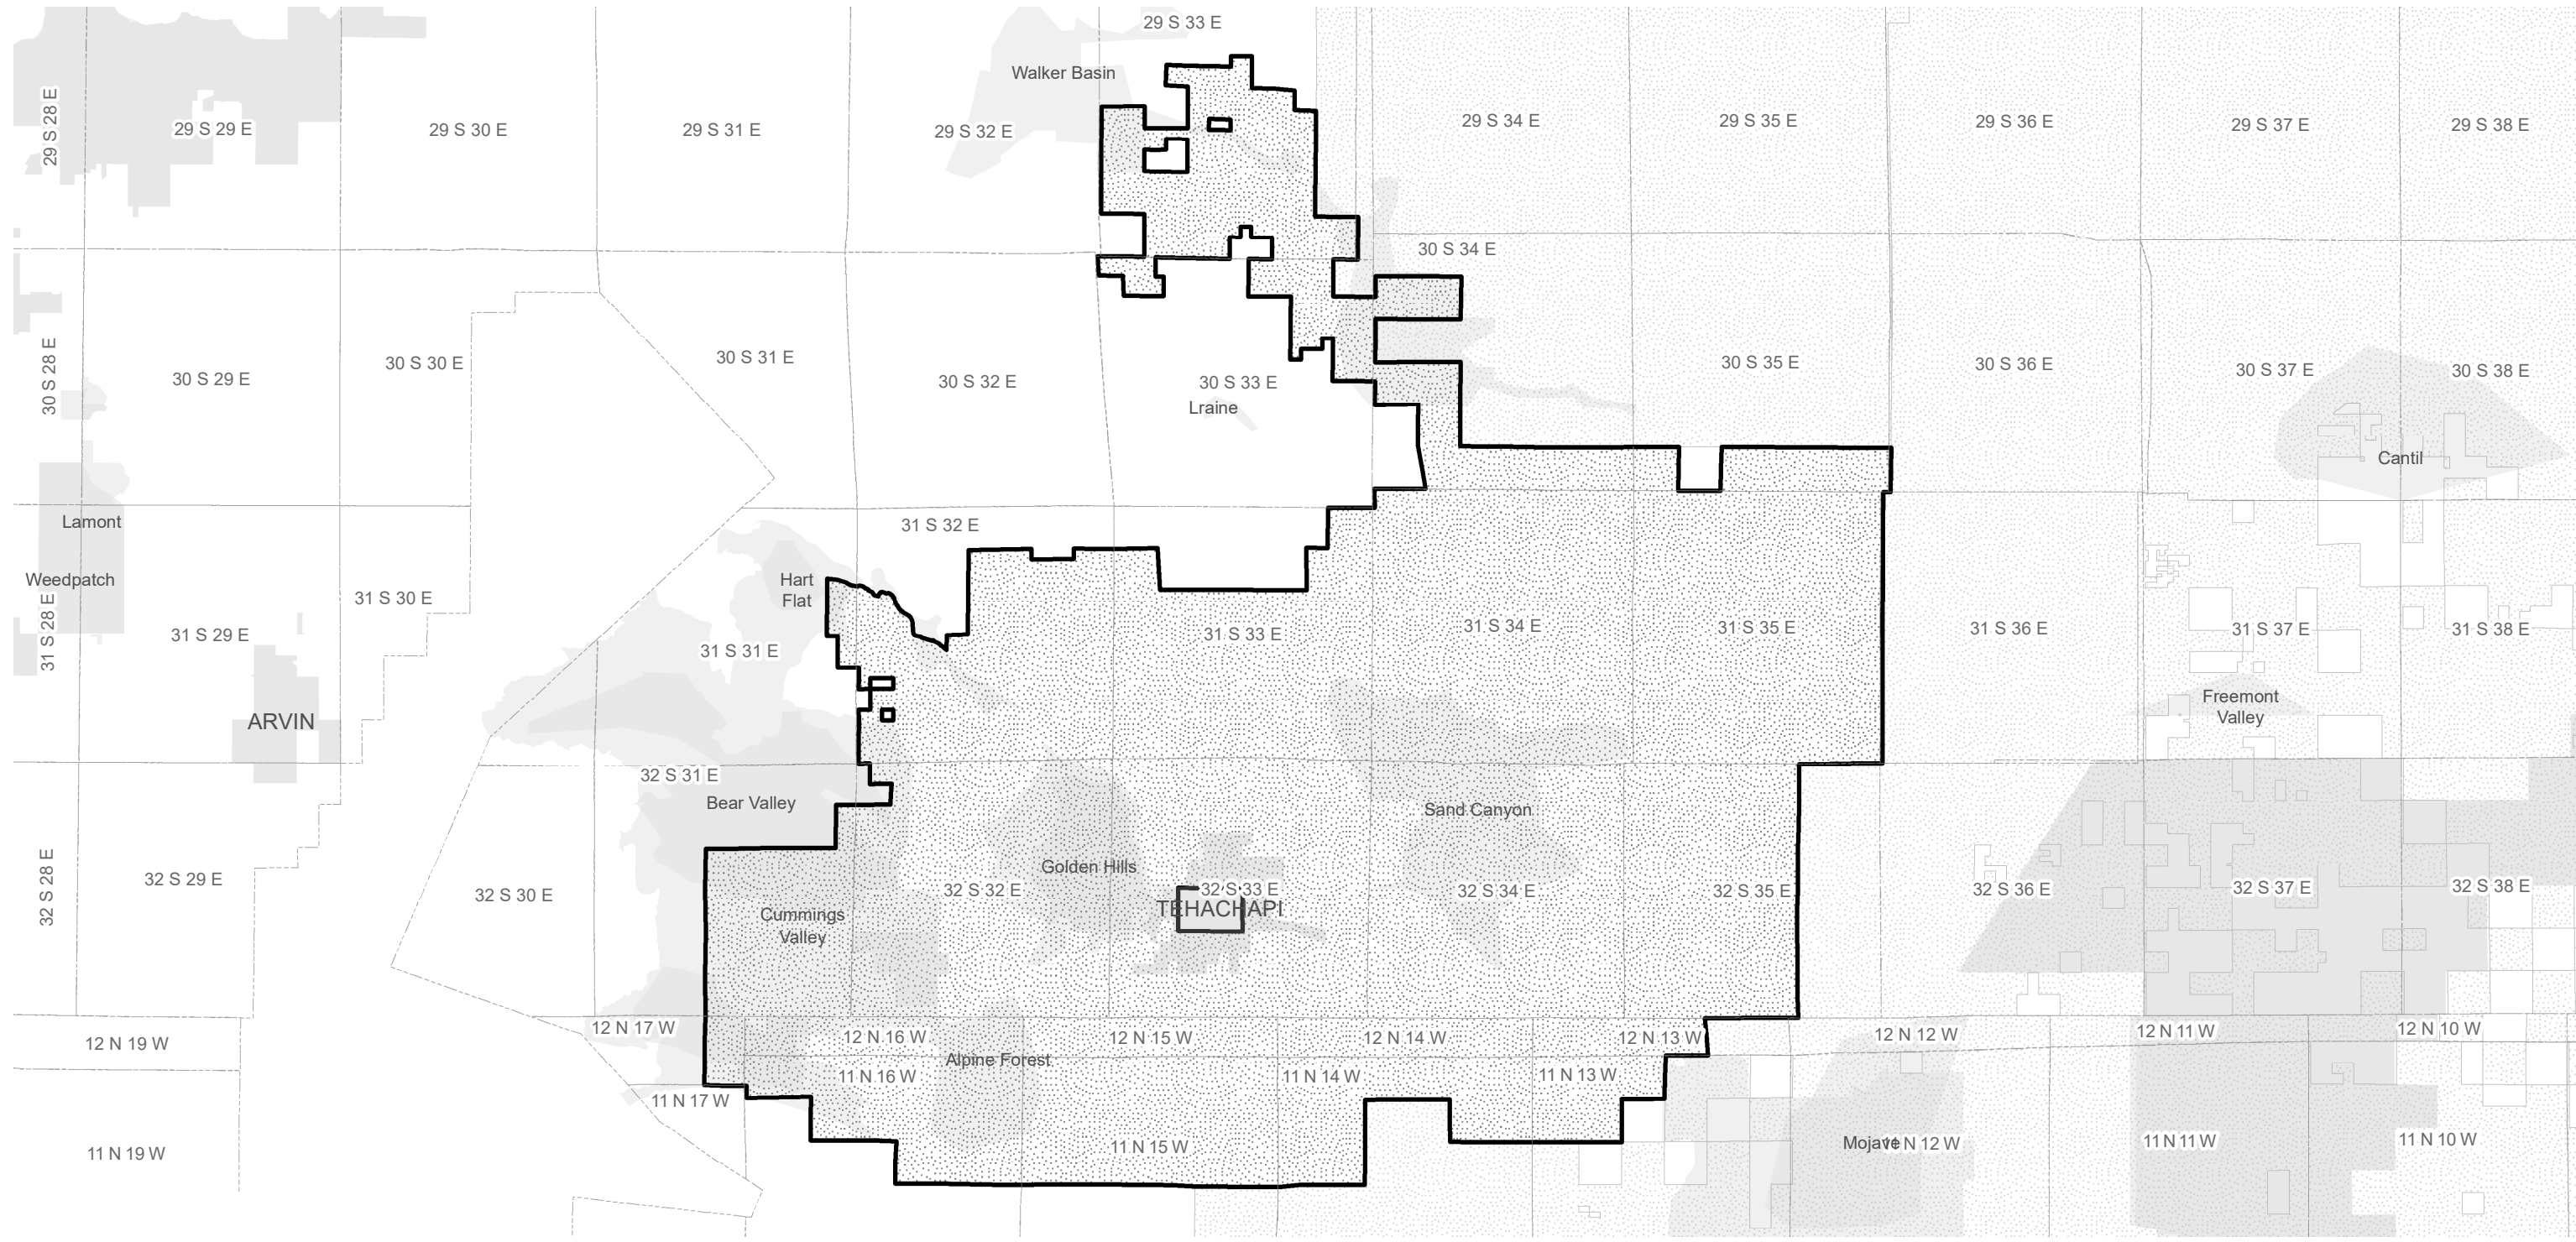 29 S 33 E
Walker Basin
29 S 28 E
29 S 29 E
29 S 30 E
29 S 31 E
29 S 32 E
29 S 34 E
29 S 35 E
29 S 36 E
29 S 37 E
29 S 38 E
30 S 34 E
30 S 28 E
30 S 29 E
30 S 30 E
30 S 31 E
30 S 32 E
30 S 33 E
Lraine
30 S 35 E
30 S 36 E
30 S 37 E
30 S 38 E
Cantil
Lamont
31 S 32 E
Weedpatch
Hart
Flat
31 S 28 E
31 S 29 E
31 S 30 E
31 S 31 E
31 S 33 E
31 S 34 E
31 S 35 E
31 S 36 E
31 S 37 E
31 S 38 E
ARVIN
Freemont
Valley
32 S 31 E
Bear Valley
Sand Canyon
Golden Hills
32 S 28 E
32 S 29 E
32 S 30 E
32 S 32 E
32 S 33 E
TEHACHAPI
32 S 34 E
32 S 35 E
32 S 36 E
32 S 37 E
32 S 38 E
Cummings
Valley
12 N 19 W
12 N 17 W
12 N 16 W
12 N 15 W
12 N 14 W
12 N 13 W
12 N 12 W
12 N 11 W
12 N 10 W
Alpine Forest
11 N 16 W
11 N 14 W
11 N 13 W
11 N 17 W
11 N 19 W
11 N 15 W
Mojave
11 N 12 W
11 N 11 W
11 N 10 W